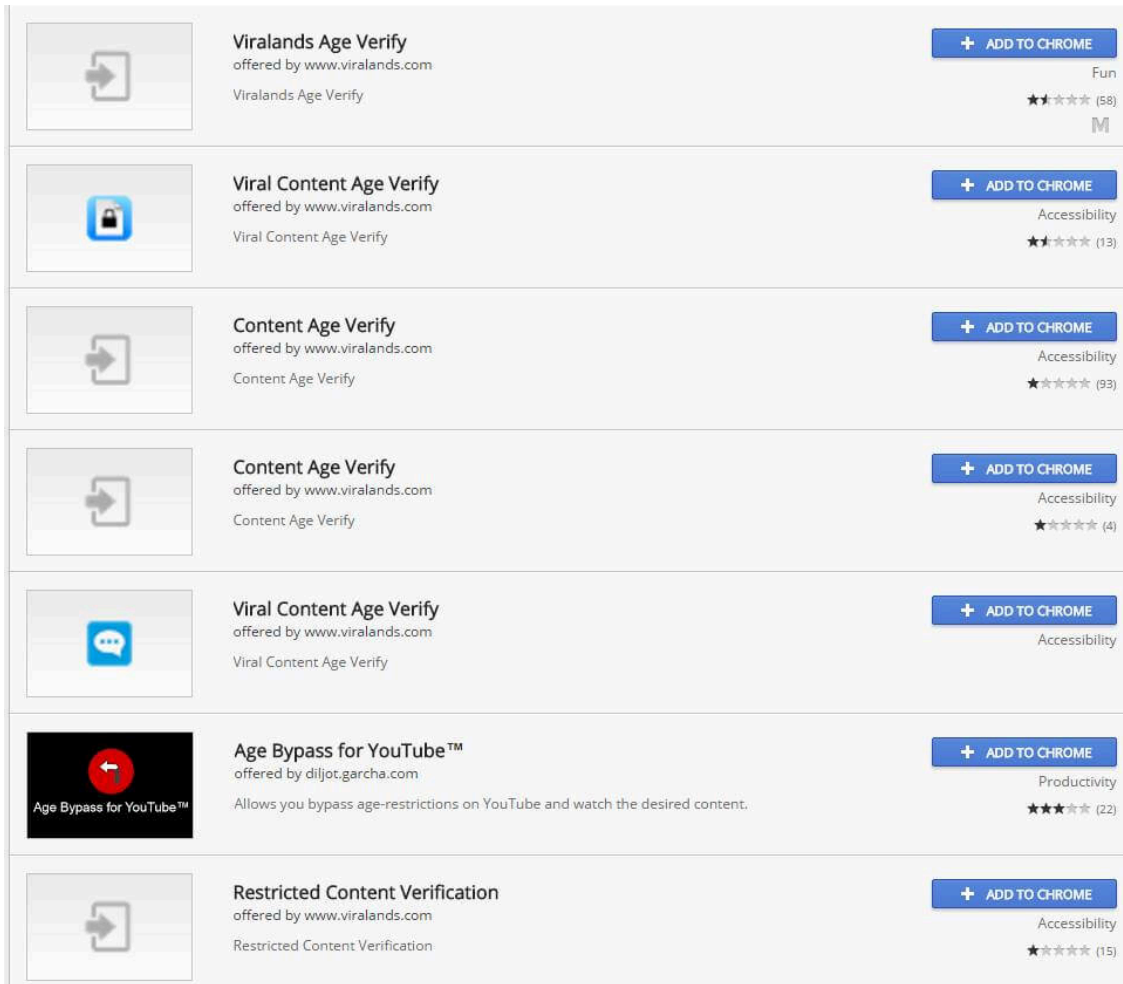 Viralands Age Verify
offered by www.viralands.com
Viralands Age Verify
+ ADD TO CHROME
Fun
(58)
M
Viral Content Age Verify
offered by www.viralands.com
Viral Content Age Verify
+ ADD TO CHROME
Accessibility
(13)
Content Age Verify
offered by www.viralands.com
Content Age Verify
+ ADD TO CHROME
Accessibility
(93)
Content Age Verify
offered by www.viralands.com
Content Age Verify
+ ADD TO CHROME
Accessibility
(4)
Viral Content Age Verify
offered by www.viralands.com
Viral Content Age Verify
+ ADD TO CHROME
Accessibility
Age Bypass for YouTube™
Age Bypass for YouTube™
offered by diljot.garcha.com
Allows you bypass age-restrictions on YouTube and watch the desired content.
+ ADD TO CHROME
Productivity
(22)
Restricted Content Verification
offered by www.viralands.com
Restricted Content Verification
+ ADD TO CHROME
Accessibility
(15)